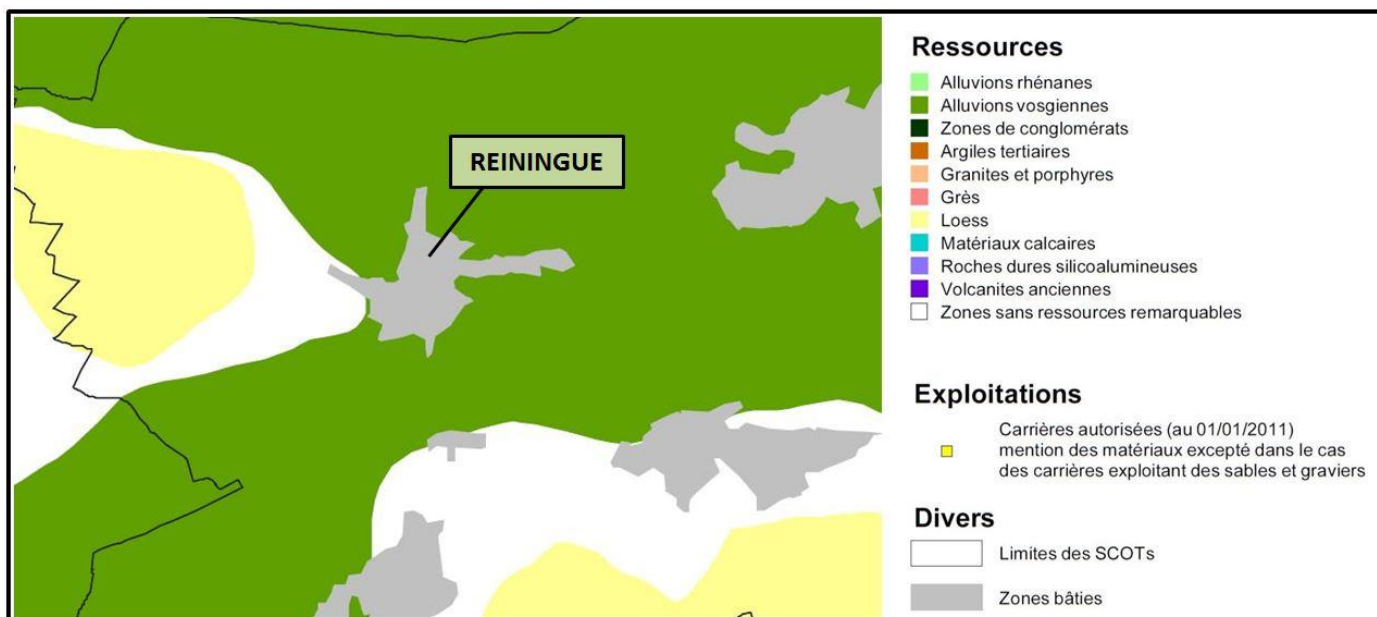 REININGUE
Ressources
Alluvions rhénanes
Alluvions vosgiennes
Zones de conglomérats
Argiles tertiaires
Granites et porphyres
Grès
Loess
Matériaux calcaires
Roches dures silicoalumineuses
Volcanites anciennes
Zones sans ressources remarquables
Exploitations
Carrières autorisées (au 01/01/2011)
mention des matériaux excepté dans le cas
des carrières exploitant des sables et graviers
Divers
Limites des SCOTs
Zones bâties